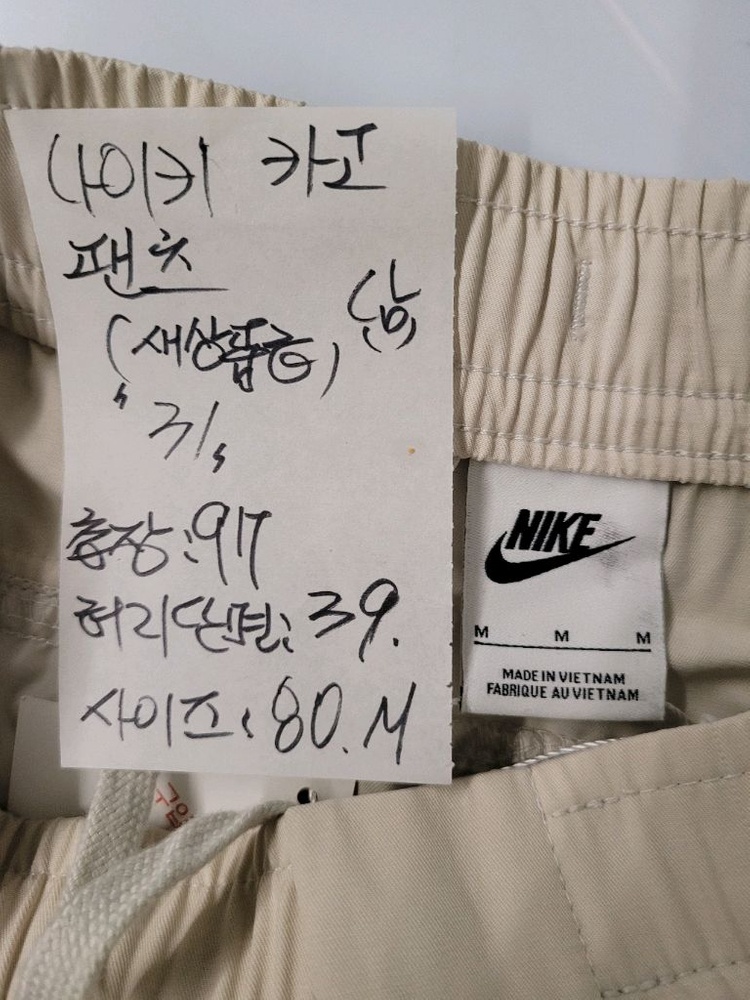 나이키 카고
팬츠
(새상품급) (남)
"31"
총장: 97
허리단면: 39.
사이즈: 80. M
NIKE
M M M
MADE IN VIETNAM
FABRIQUE AU VIETNAM